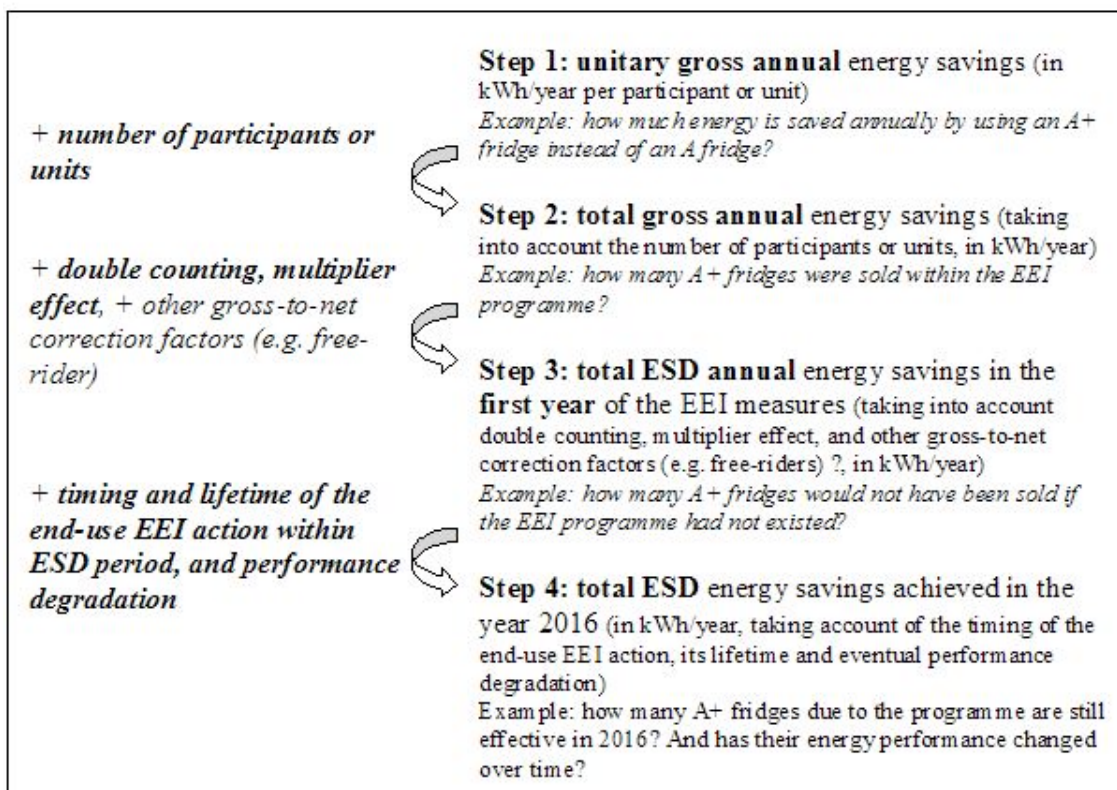 Step 1: unitary gross annual energy savings (in
kWh/year per participant or unit)
Example: how much energy is saved annually by using an A+
fridge instead of an A fridge?
+ number of participants or
units
Step 2: total gross annual energy savings (taking
into account the number of participants or units, in kWh/year)
Example: how many A+ fridges were sold within the EEI
programme?
+ double counting, multiplier
effect, + other gross-to-net
correction factors (e.g. free-
rider)
Step 3: total ESD annual energy savings in the
first year of the EEI measures (taking into account
double counting, multiplier effect, and other gross-to-net
correction factors (e.g. free-riders) ?, in kWh/year)
Example: how many A+ fridges would not have been sold if
the EEI programme had not existed?
+ timing and lifetime of the
end-use EEI action within
ESD period, and performance
degradation
Step 4: total ESD energy savings achieved in the
year 2016 (in kWh/year, taking account of the timing of the
end-use EEI action, its lifetime and eventual performance
degradation)
Example: how many A+ fridges due to the programme are still
effective in 2016? And has their energy performance changed
over time?